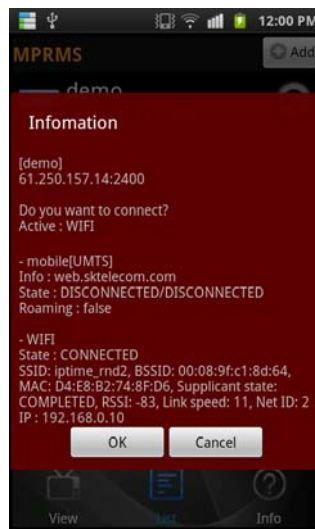 12:00 PM
MPRMS
Add
demo
Infomation
[demo]
61.250.157.14:2400
Do you want to connect?
Active : WIFI
- mobile[UMTS]
Info : web.sktelecom.com
State : DISCONNECTED/DISCONNECTED
Roaming : false
- WIFI
State : CONNECTED
SSID: iptime_rnd2, BSSID: 00:08:9f:c1:8d:64,
MAC: D4:E8:B2:74:8F:D6, Supplicant state:
COMPLETED, RSSI: -83, Link speed: 11, Net ID: 2
IP : 192.168.0.10
OK Cancel
View List Info